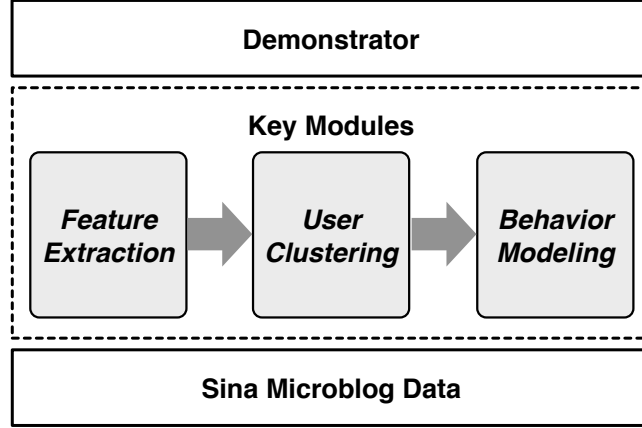 Demonstrator
Key Modules
Feature
Extraction
User
Clustering
Behavior
Modeling
Sina Microblog Data